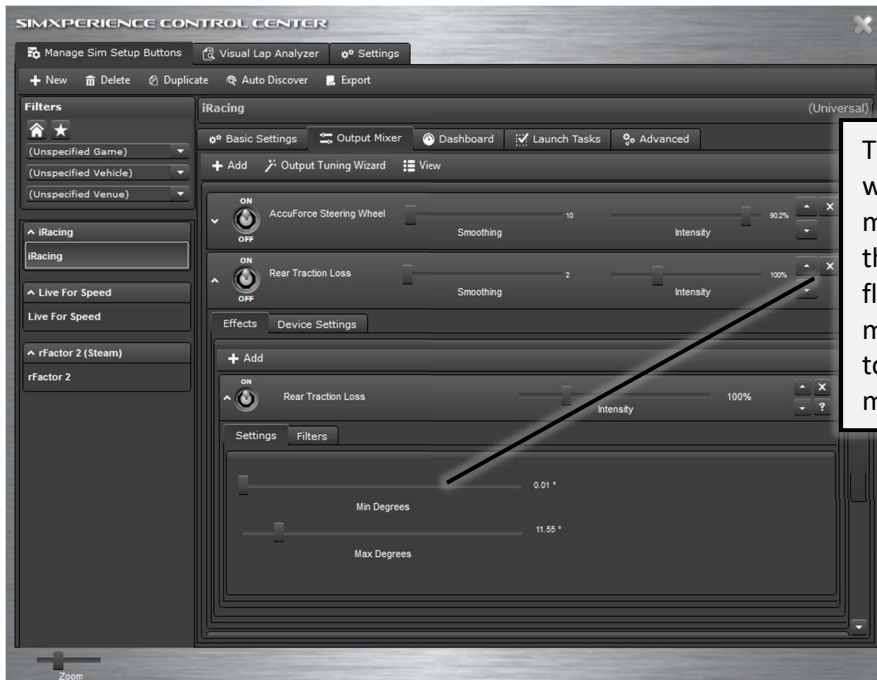 SIMXPERIENCE CONTROL CENTER
Manage Sim Setup Buttons Visual Lap Analyzer Settings
New Delete Duplicate Auto Discover Export
Filters
(Unspecified Game)
(Unspecified Vehicle)
(Unspecified Venue)
iRacing
iRacing
Live For Speed
Live For Speed
rFactor 2 (Steam)
rFactor 2
iRacing (Universal)
Basic Settings Output Mixer Dashboard Launch Tasks Advanced
+ Add Output Tuning Wizard View
ON
OFF
AccuForce Steering Wheel
10
Smoothing
90.2%
Intensity
ON
OFF
Rear Traction Loss
2
Smoothing
100%
Intensity
Effects Device Settings
+ Add
ON
OFF
Rear Traction Loss
100%
Intensity
?
Settings Filters
0.01 °
Min Degrees
11.55 °
Max Degrees
Zoom